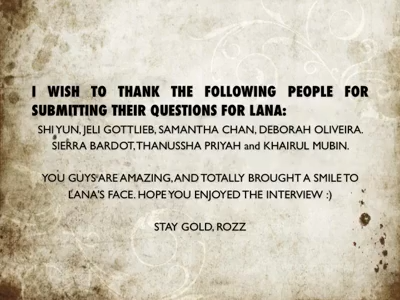 I WISH TO THANK THE FOLLOWING PEOPLE FOR
SUBMITTING THEIR QUESTIONS FOR LANA:
SHI YUN, JELI GOTTLIEB, SAMANTHA CHAN, DEBORAH OLIVEIRA.
SIERRA BARDOT, THANUSSHA PRIYAH and KHAIRUL MUBIN.
YOU GUYS ARE AMAZING, AND TOTALLY BROUGHT A SMILE TO
LANA'S FACE. HOPE YOU ENJOYED THE INTERVIEW :)
STAY GOLD, ROZZ